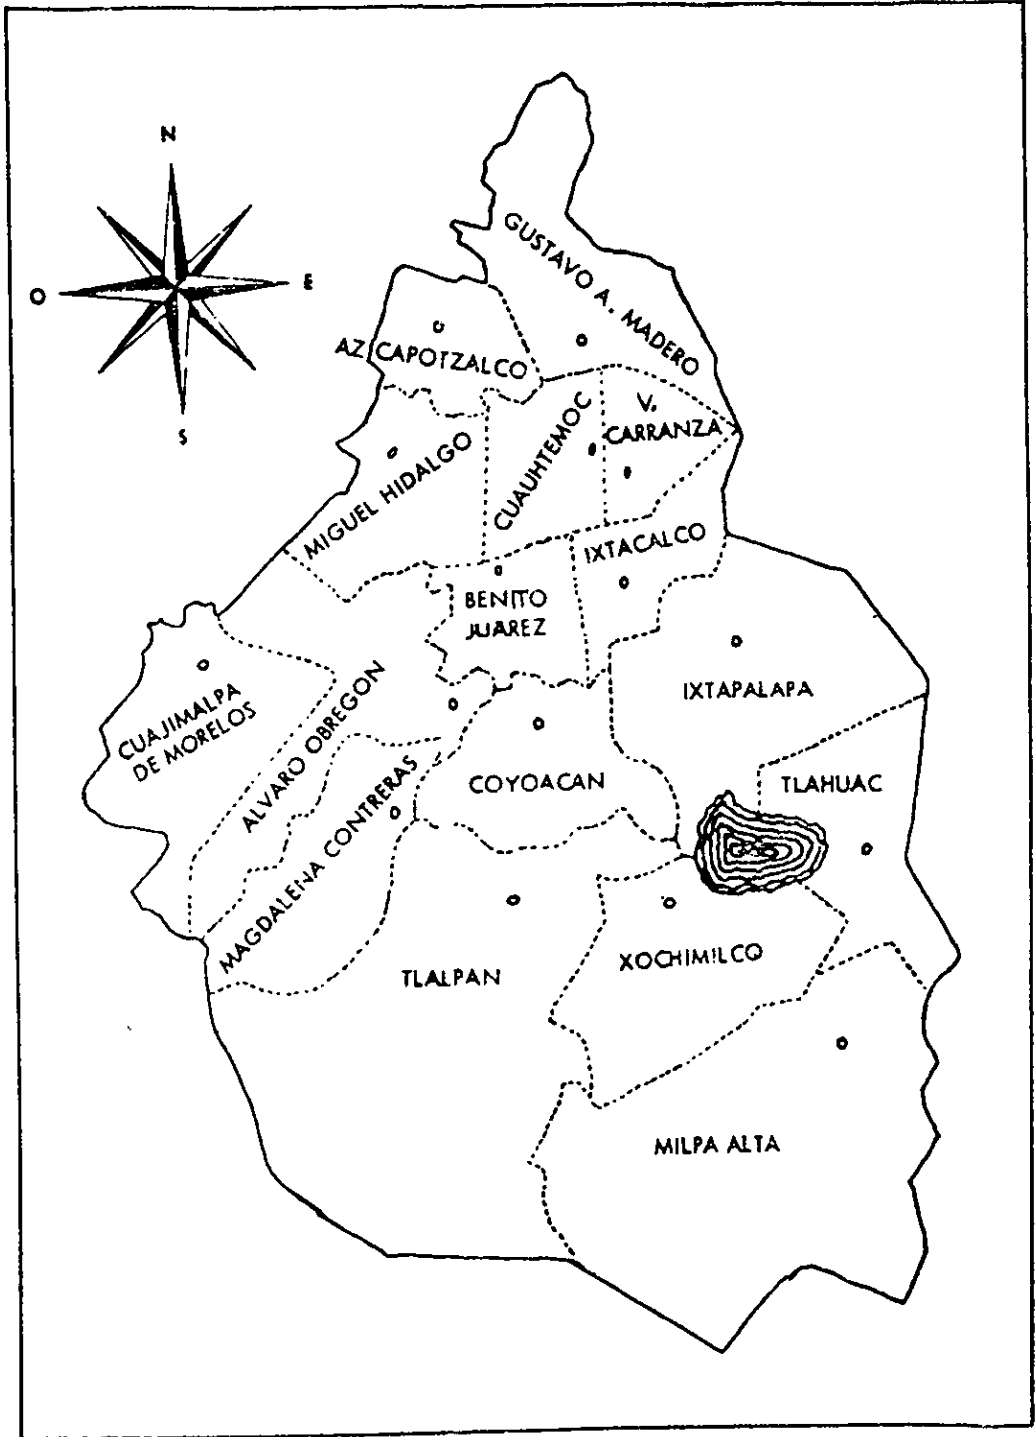 N
O
E
S
GUSTAVO A. MADERO
AZCAPOTZALCO
V.
CARRANZA
CUAUHTEMOC
MIGUEL HIDALGO
IXTACALCO
BENITO
JUAREZ
IXTAPALAPA
CUAJIMALPA
DE MORELOS
ALVARO OBREGON
COYOACAN
TLAHUAC
MAGDALENA CONTRERAS
XOCHIMILCO
TLALPAN
MILPA ALTA